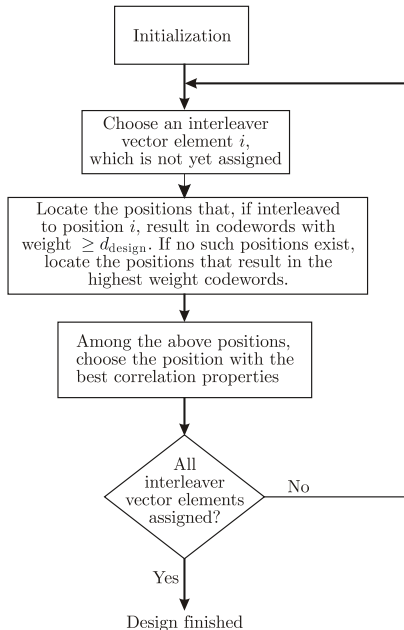 Initialization
Choose an interleaver
vector element i,
which is not yet assigned
Locate the positions that, if interleaved
to position i, result in codewords with
weight ≥ d_design. If no such positions exist,
locate the positions that result in the
highest weight codewords.
Among the above positions,
choose the position with the
best correlation properties
All
interleaver
vector elements
assigned?
No
Yes
Design finished